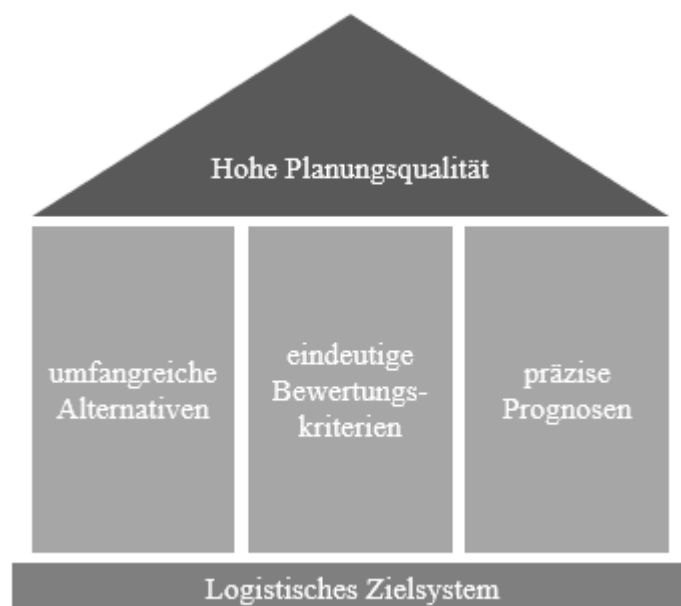 Hohe Planungsqualität
umfangreiche
Alternativen
eindeutige
Bewertungs-
kriterien
präzise
Prognosen
Logistisches Zielsystem